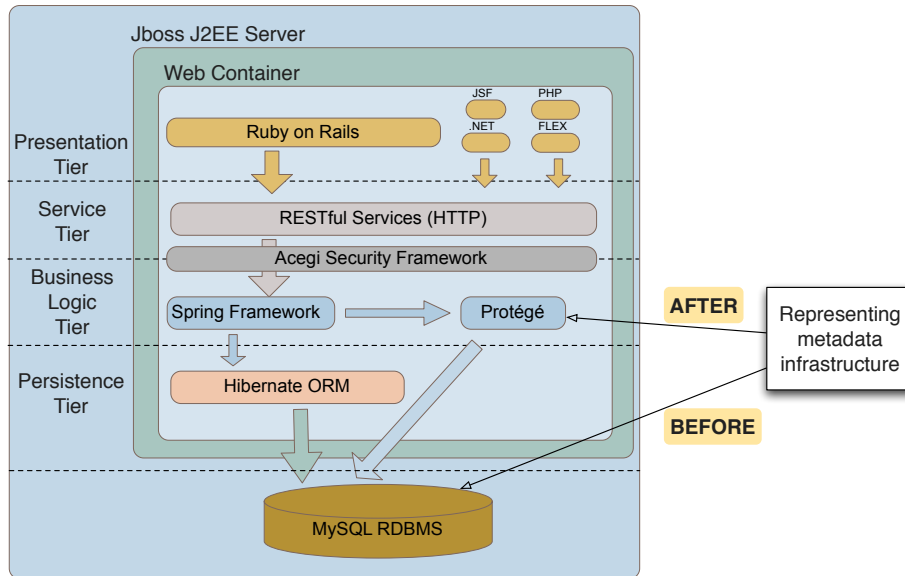 Jboss J2EE Server
Web Container
JSF
PHP
Ruby on Rails
.NET
FLEX
Presentation
Tier
Service
Tier
RESTful Services (HTTP)
Acegi Security Framework
Business
Logic
Tier
Spring Framework
Protégé
AFTER
Representing
metadata
infrastructure
Persistence
Tier
Hibernate ORM
BEFORE
MySQL RDBMS